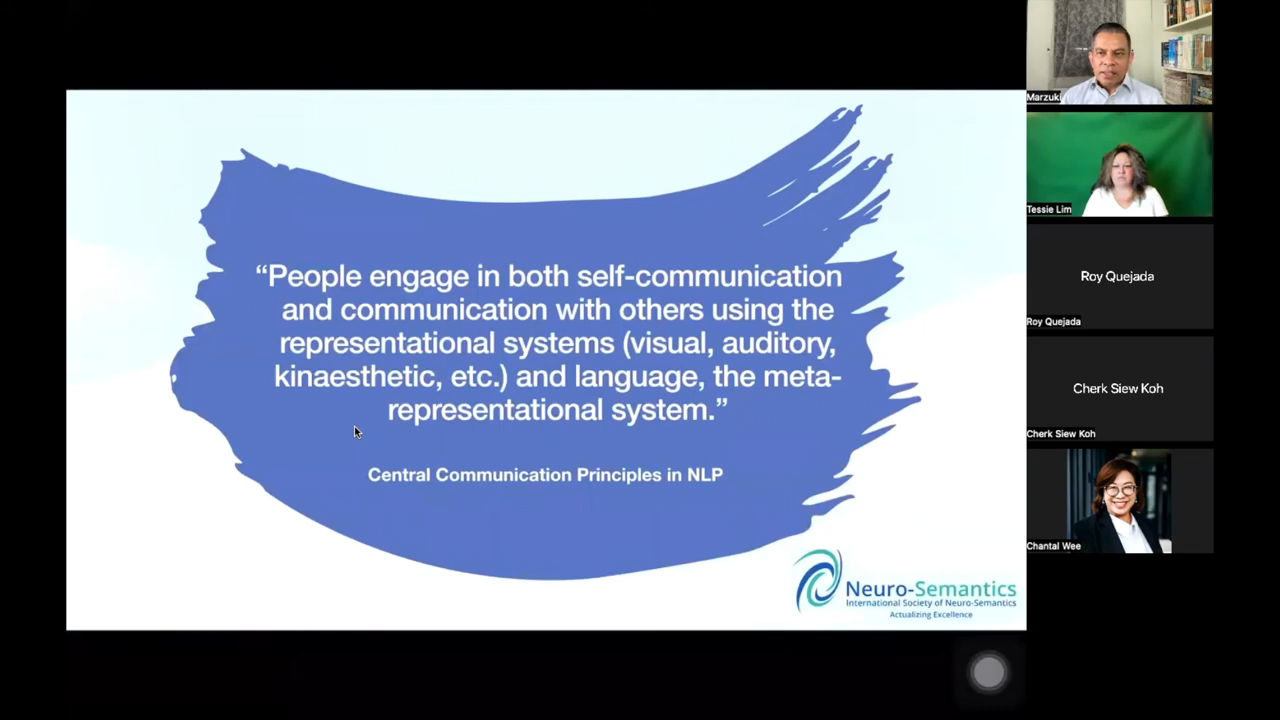 “People engage in both self-communication
and communication with others using the
representational systems (visual, auditory,
kinaesthetic, etc.) and language, the meta-
representational system.”
Central Communication Principles in NLP
Neuro-Semantics
International Society of Neuro-Semantics
Actualizing Excellence
Marzuki
Tessie Lim
Roy Quejada
Roy Quejada
Cherk Siew Koh
Cherk Siew Koh
Chantal Wee